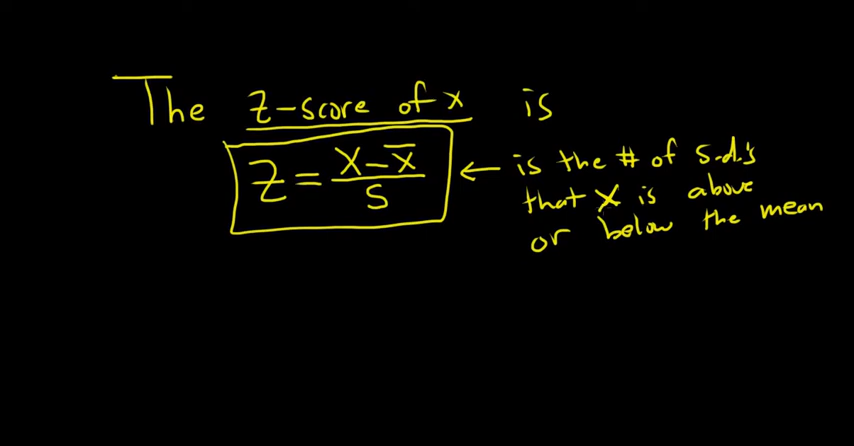 The z-score of x is
Z = (x - x̄) / s ← is the # of s.d.'s
that x is above
or below the mean